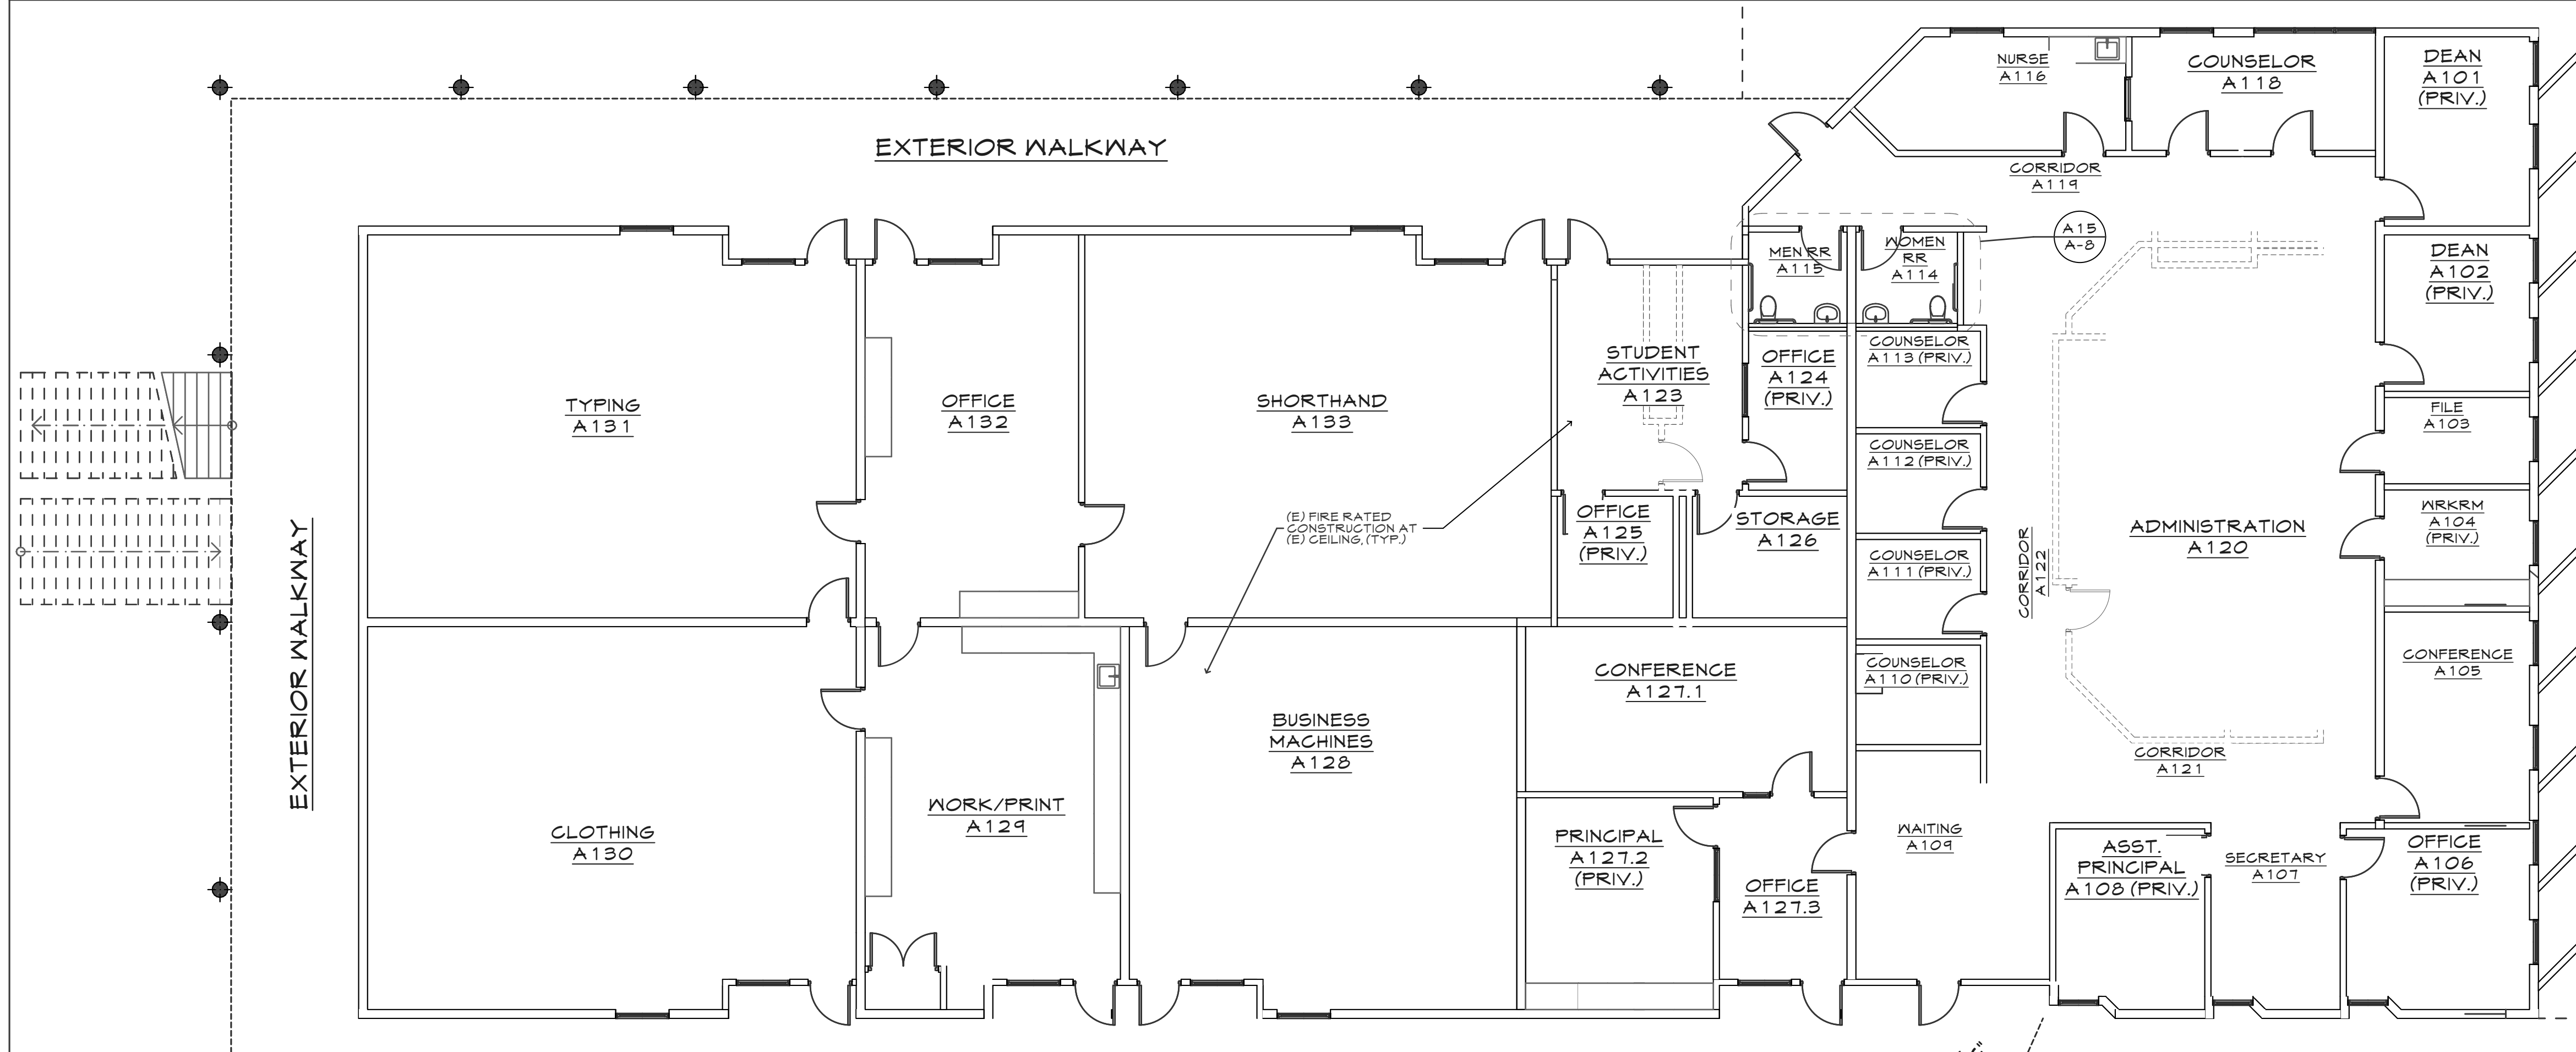 NURSE
A116
COUNSELOR
A118
DEAN
A101
(PRIV.)
EXTERIOR WALKWAY
CORRIDOR
A119
A15
A-8
MEN RR
A115
WOMEN
RR
A114
DEAN
A102
(PRIV.)
TYPING
A131
OFFICE
A132
SHORTHAND
A133
STUDENT
ACTIVITIES
A123
OFFICE
A124
(PRIV.)
COUNSELOR
A113 (PRIV.)
FILE
A103
COUNSELOR
A112 (PRIV.)
(E) FIRE RATED
CONSTRUCTION AT
(E) CEILING, (TYP.)
OFFICE
A125
(PRIV.)
STORAGE
A126
COUNSELOR
A111 (PRIV.)
CORRIDOR
A122
ADMINISTRATION
A120
WRKRM
A104
(PRIV.)
EXTERIOR WALKWAY
CONFERENCE
A127.1
COUNSELOR
A110 (PRIV.)
CONFERENCE
A105
BUSINESS
MACHINES
A128
CORRIDOR
A121
CLOTHING
A130
WORK/PRINT
A129
PRINCIPAL
A127.2
(PRIV.)
OFFICE
A127.3
WAITING
A109
ASST.
PRINCIPAL
A108 (PRIV.)
SECRETARY
A107
OFFICE
A106
(PRIV.)